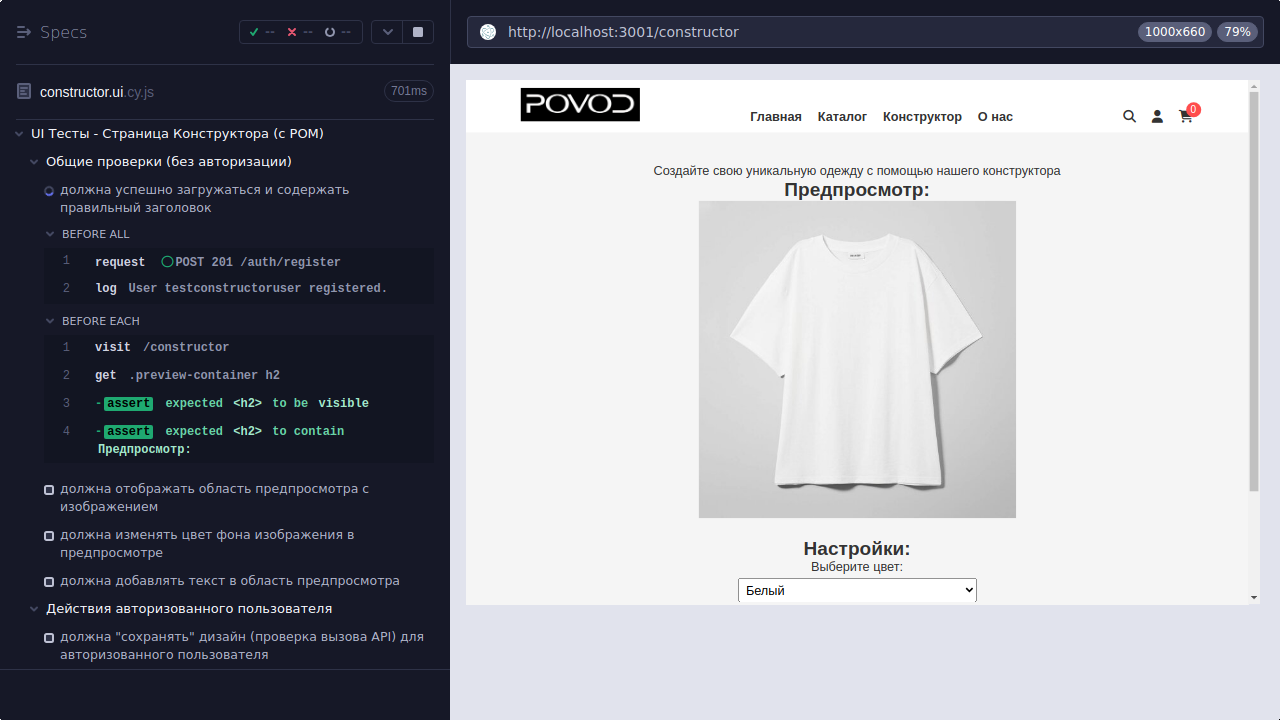 Specs
--
--
--
constructor.ui.cy.js
701ms
UI Тесты - Страница Конструктора (с POM)
Общие проверки (без авторизации)
должна успешно загружаться и содержать
правильный заголовок
BEFORE ALL
1 request POST 201 /auth/register
2 log User testconstructoruser registered.
BEFORE EACH
1 visit /constructor
2 get .preview-container h2
3 -assert expected <h2> to be visible
4 -assert expected <h2> to contain
Предпросмотр:
должна отображать область предпросмотра с
изображением
должна изменять цвет фона изображения в
предпросмотре
должна добавлять текст в область предпросмотра
Действия авторизованного пользователя
должна "сохранять" дизайн (проверка вызова API) для
авторизованного пользователя
http://localhost:3001/constructor
1000x660
79%
POVOD
Главная
Каталог
Конструктор
О нас
0
Создайте свою уникальную одежду с помощью нашего конструктора
Предпросмотр:
Настройки:
Выберите цвет:
Белый